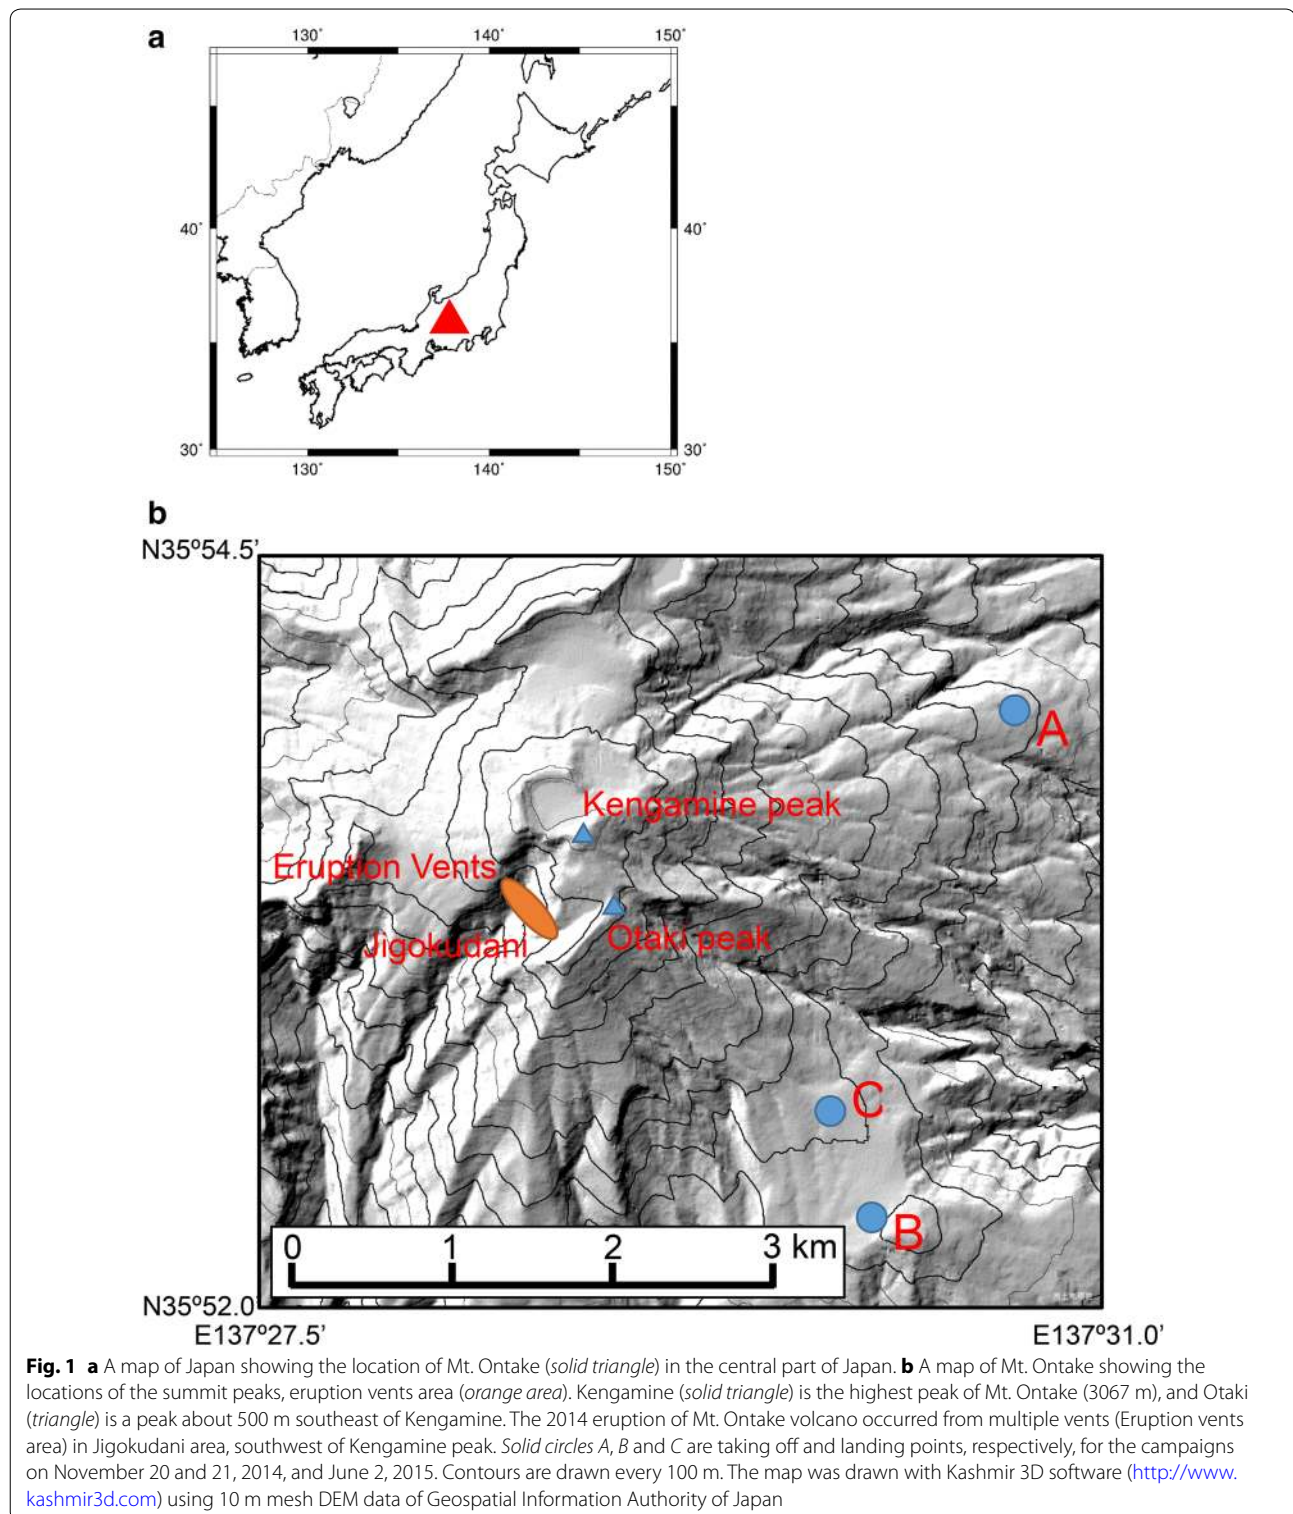 a
130° 140° 150°
40° 40°
30° 30°
130° 140° 150°
b
N35º54.5’
A
Kengamine peak
Eruption Vents
Otaki peak
Jigokudani
C
B
0 1 2 3 km
N35º52.0’
E137º27.5’ E137º31.0’
Fig. 1 a A map of Japan showing the location of Mt. Ontake (solid triangle) in the central part of Japan. b A map of Mt. Ontake showing the
locations of the summit peaks, eruption vents area (orange area). Kengamine (solid triangle) is the highest peak of Mt. Ontake (3067 m), and Otaki
(triangle) is a peak about 500 m southeast of Kengamine. The 2014 eruption of Mt. Ontake volcano occurred from multiple vents (Eruption vents
area) in Jigokudani area, southwest of Kengamine peak. Solid circles A, B and C are taking off and landing points, respectively, for the campaigns
on November 20 and 21, 2014, and June 2, 2015. Contours are drawn every 100 m. The map was drawn with Kashmir 3D software (http://www.
kashmir3d.com) using 10 m mesh DEM data of Geospatial Information Authority of Japan